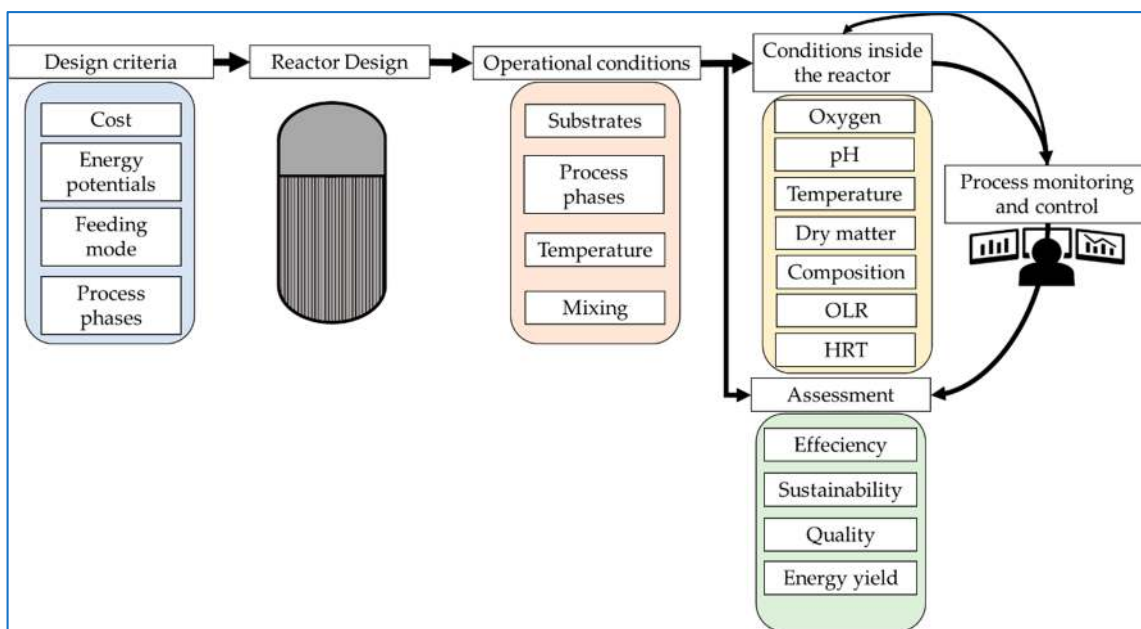 Design criteria
Cost
Energy
potentials
Feeding
mode
Process
phases
Reactor Design
Operational conditions
Substrates
Process
phases
Temperature
Mixing
Conditions inside
the reactor
Oxygen
pH
Temperature
Dry matter
Composition
OLR
HRT
Process monitoring
and control
Assessment
Effeciency
Sustainability
Quality
Energy yield